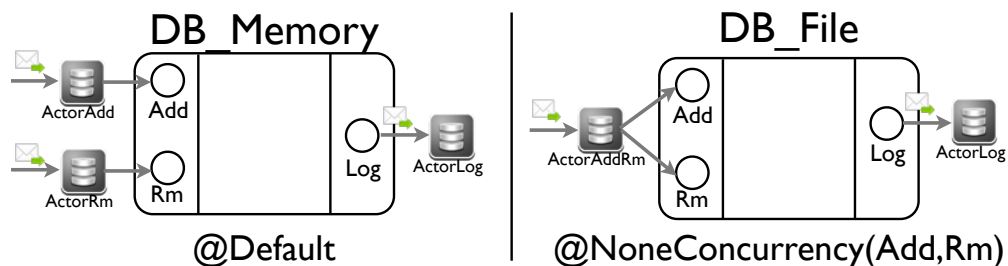 DB_Memory
ActorAdd
Add
ActorRm
Rm
Log
ActorLog
@Default
DB_File
ActorAddRm
Add
Rm
Log
ActorLog
@NoneConcurrency(Add,Rm)